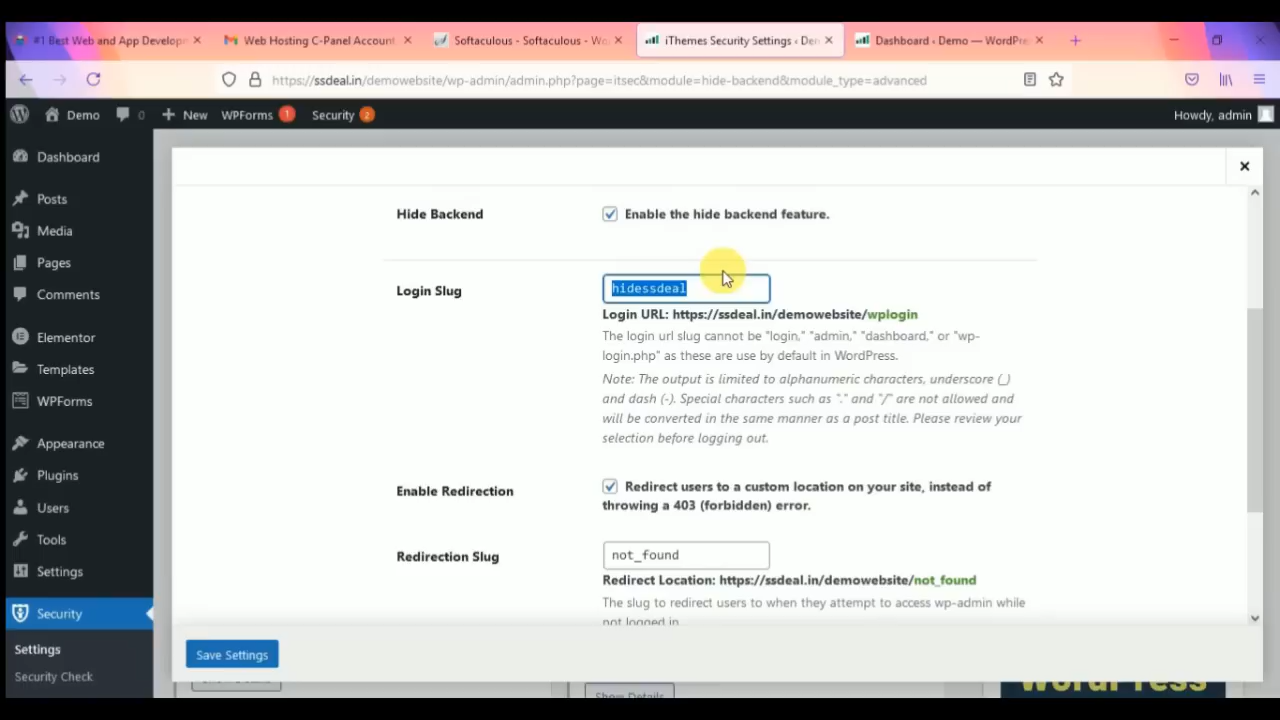 #1 Best Web and App Develop
Web Hosting C-Panel Account
Softaculous - Softaculous - Wo
iThemes Security Settings ‹ Den
Dashboard ‹ Demo — WordPre
https://ssdeal.in/demowebsite/wp-admin/admin.php?page=itsec&module=hide-backend&module_type=advanced
Demo
0
New
WPForms 1
Security 2
Howdy, admin
Dashboard
Posts
Media
Pages
Comments
Elementor
Templates
WPForms
Appearance
Plugins
Users
Tools
Settings
Security
Settings
Security Check
Hide Backend
Enable the hide backend feature.
Login Slug
hidessdeal
Login URL: https://ssdeal.in/demowebsite/wplogin
The login url slug cannot be "login," "admin," "dashboard," or "wp-
login.php" as these are use by default in WordPress.
Note: The output is limited to alphanumeric characters, underscore (_)
and dash (-). Special characters such as "." and "/" are not allowed and
will be converted in the same manner as a post title. Please review your
selection before logging out.
Enable Redirection
Redirect users to a custom location on your site, instead of
throwing a 403 (forbidden) error.
Redirection Slug
not_found
Redirect Location: https://ssdeal.in/demowebsite/not_found
The slug to redirect users to when they attempt to access wp-admin while
not logged in.
Save Settings
Show Details
WordPress